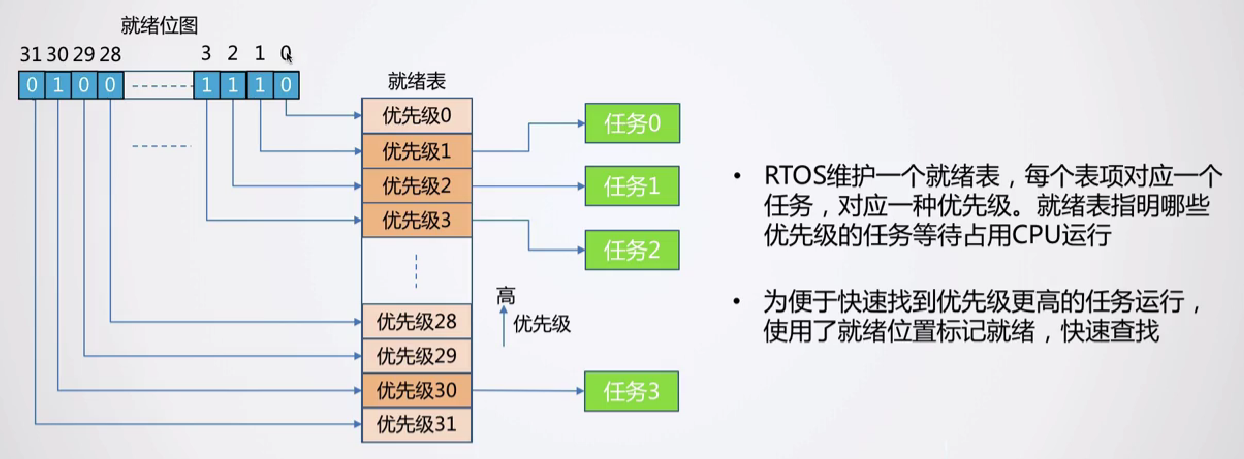 就绪位图
31 30 29 28 3 2 1 0
0 1 0 0 1 1 1 0
就绪表
优先级0
任务0
优先级1
优先级2
任务1
优先级3
任务2
高
优先级
优先级28
优先级29
优先级30
任务3
优先级31
• RTOS维护一个就绪表，每个表项对应一个
任务，对应一种优先级。就绪表指明哪些
优先级的任务等待占用CPU运行
• 为便于快速找到优先级更高的任务运行，
使用了就绪位置标记就绪，快速查找